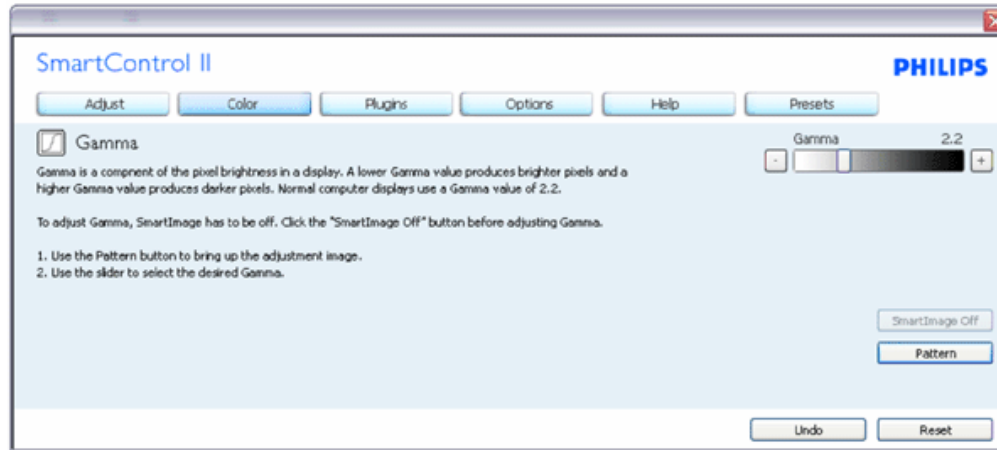 SmartControl II
PHILIPS
Adjust
Color
Plugins
Options
Help
Presets
Gamma
Gamma 2.2
- +
Gamma is a compnent of the pixel brightness in a display. A lower Gamma value produces brighter pixels and a
higher Gamma value produces darker pixels. Normal computer displays use a Gamma value of 2.2.
To adjust Gamma, SmartImage has to be off. Click the "SmartImage Off" button before adjusting Gamma.
1. Use the Pattern button to bring up the adjustment image.
2. Use the slider to select the desired Gamma.
SmartImage Off
Pattern
Undo
Reset